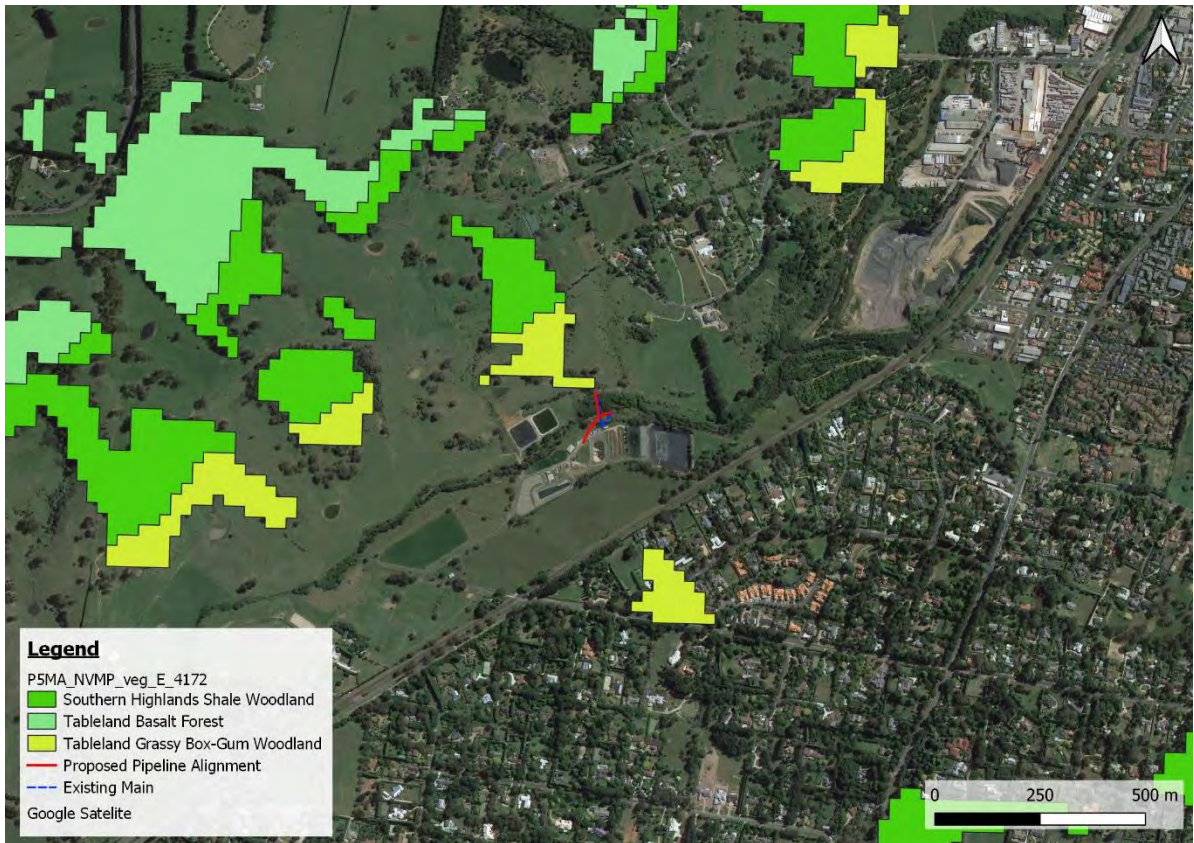 Legend
P5MA_NVMP_veg_E_4172
Southern Highlands Shale Woodland
Tableland Basalt Forest
Tableland Grassy Box-Gum Woodland
Proposed Pipeline Alignment
Existing Main
Google Satelite
0 250 500 m